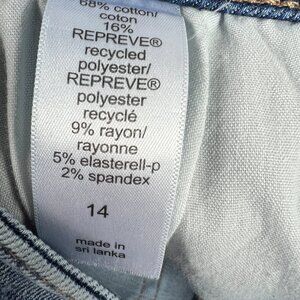 68% cotton/
coton
16%
REPREVE®
recycled
polyester/
REPREVE®
polyester
recyclé
9% rayon/
rayonne
5% elasterell-p
2% spandex
14
made in
sri lanka